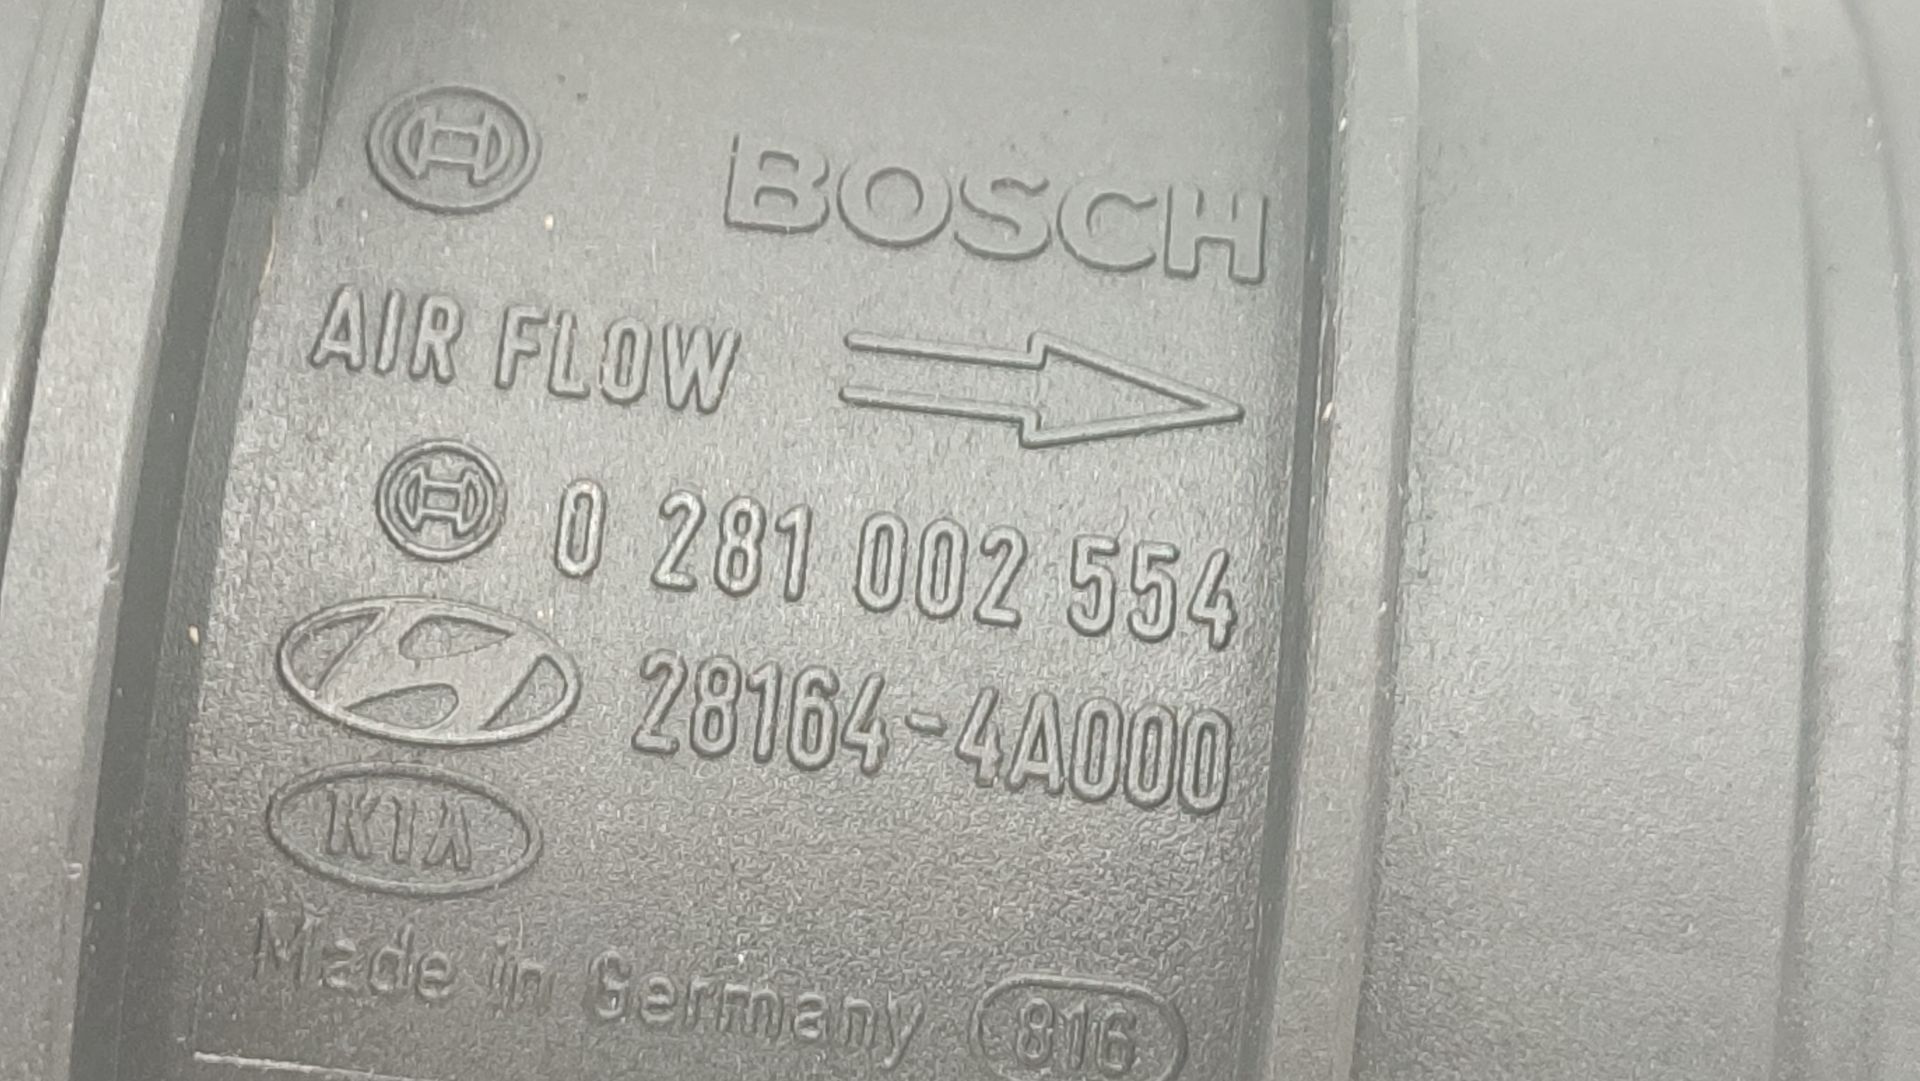 BOSCH
AIR FLOW
0 281 002 554
28164-4A000
KIA
Made in Germany 816